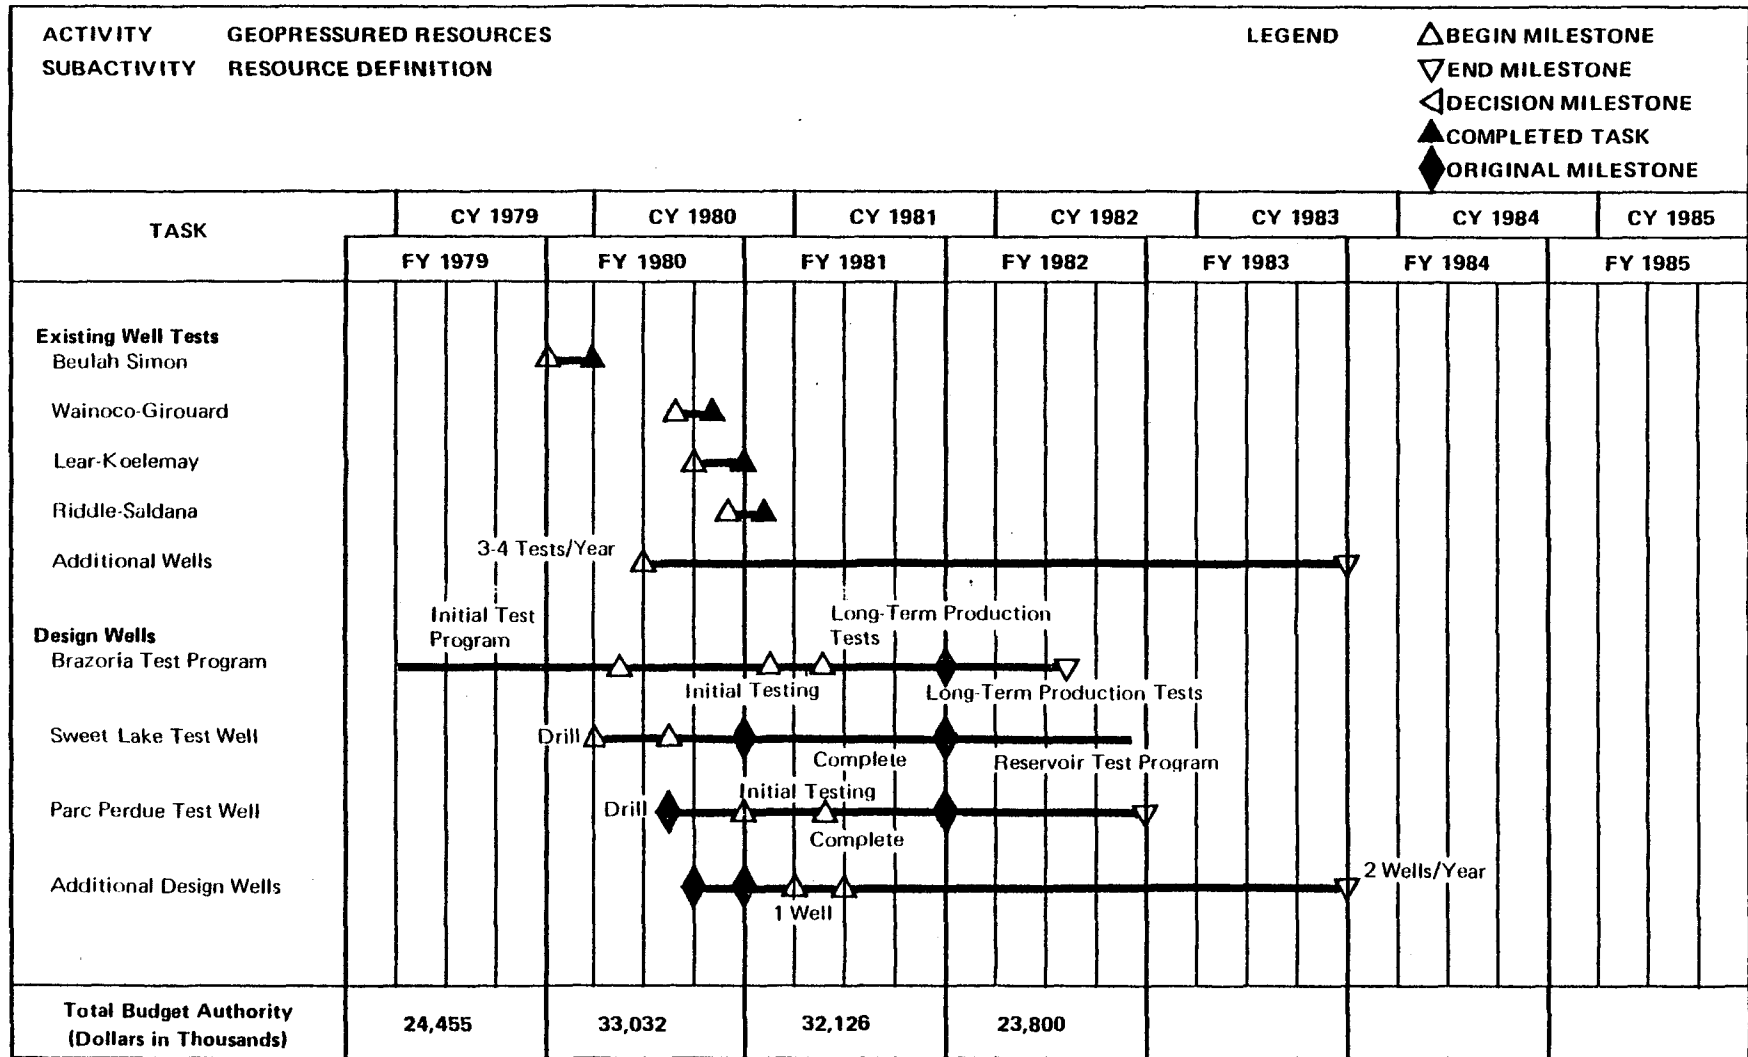 ACTIVITY GEOPRESSURED RESOURCES
SUBACTIVITY RESOURCE DEFINITION
LEGEND
BEGIN MILESTONE
END MILESTONE
DECISION MILESTONE
COMPLETED TASK
ORIGINAL MILESTONE
TASK
CY 1979 CY 1980 CY 1981 CY 1982 CY 1983 CY 1984 CY 1985
FY 1979 FY 1980 FY 1981 FY 1982 FY 1983 FY 1984 FY 1985
Existing Well Tests
Beulah Simon
Wainoco-Girouard
Lear-Koelemay
Riddle-Saldana
Additional Wells
3-4 Tests/Year
Design Wells
Brazoria Test Program
Initial Test
Program
Long-Term Production
Tests
Initial Testing
Long-Term Production Tests
Sweet Lake Test Well
Drill
Complete
Reservoir Test Program
Parc Perdue Test Well
Drill
Initial Testing
Complete
Additional Design Wells
1 Well
2 Wells/Year
Total Budget Authority
(Dollars in Thousands)
24,455 33,032 32,126 23,800